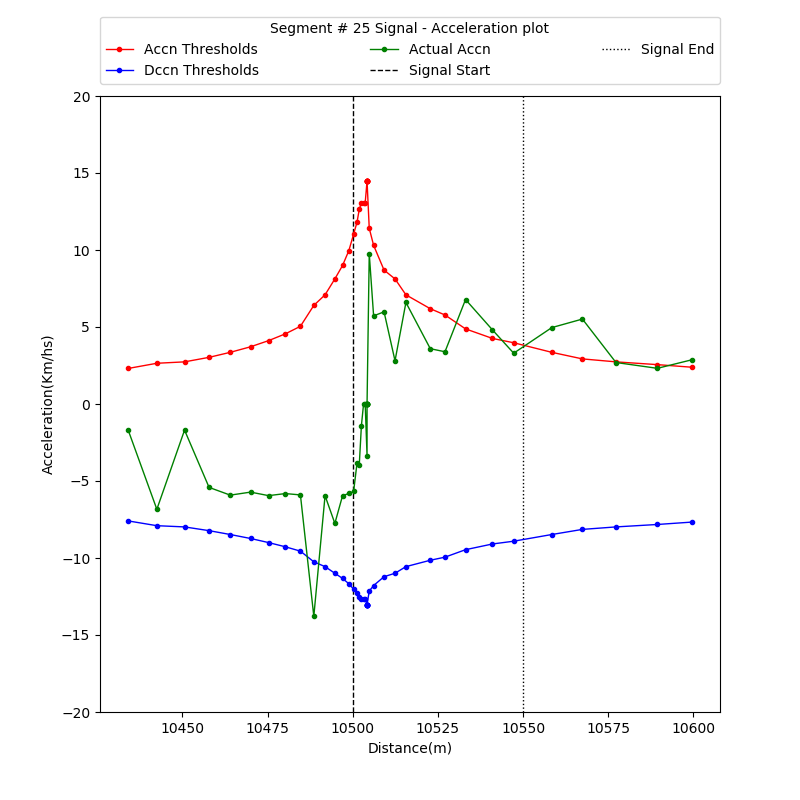 Segment # 25 Signal - Acceleration plot
Accn Thresholds
Dccn Thresholds
Actual Accn
Signal Start
Signal End
20
15
10
5
0
−5
−10
−15
−20
Acceleration(Km/hs)
10450 10475 10500 10525 10550 10575 10600
Distance(m)